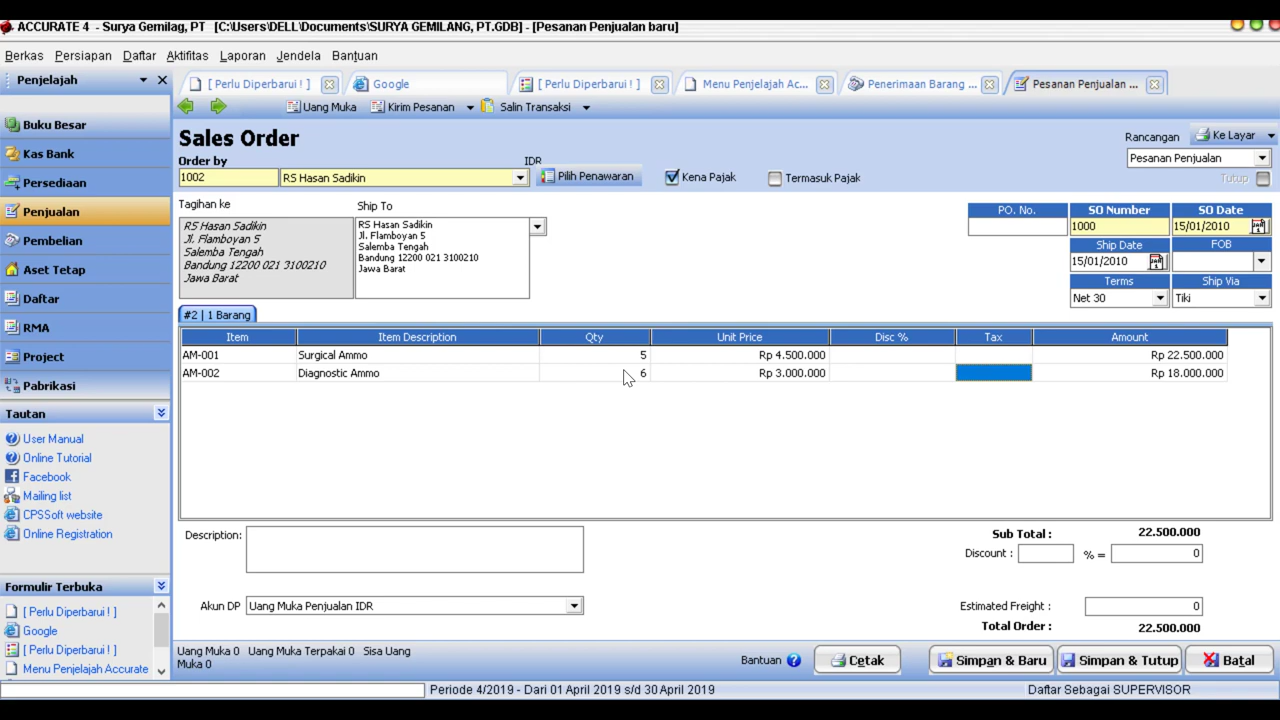 ACCURATE 4 - Surya Gemilag, PT [C:\Users\DELL\Documents\SURYA GEMILANG, PT.GDB] - [Pesanan Penjualan baru]
Berkas Persiapan Daftar Aktifitas Laporan Jendela Bantuan
Penjelajah
[ Perlu Diperbarui ! ] Google [ Perlu Diperbarui ! ] Menu Penjelajah Ac... Penerimaan Barang ... Pesanan Penjualan ...
Uang Muka Kirim Pesanan Salin Transaksi
Buku Besar
Kas Bank
Persediaan
Penjualan
Pembelian
Aset Tetap
Daftar
RMA
Project
Pabrikasi
Tautan
User Manual
Online Tutorial
Facebook
Mailing list
CPSSoft website
Online Registration
Formulir Terbuka
[ Perlu Diperbarui ! ]
Google
[ Perlu Diperbarui ! ]
Menu Penjelajah Accurate
Sales Order
Rancangan Ke Layar
Order by IDR
Pesanan Penjualan
1002 RS Hasan Sadikin Pilih Penawaran Kena Pajak Termasuk Pajak
Tutup
Tagihan ke
RS Hasan Sadikin
Jl. Flamboyan 5
Salemba Tengah
Bandung 12200 021 3100210
Jawa Barat
Ship To
RS Hasan Sadikin
Jl. Flamboyan 5
Salemba Tengah
Bandung 12200 021 3100210
Jawa Barat
PO. No. SO Number SO Date
1000 15/01/2010
Ship Date FOB
15/01/2010
Terms Ship Via
Net 30 Tiki
#2 | 1 Barang
Item Item Description Qty Unit Price Disc % Tax Amount
AM-001 Surgical Ammo 5 Rp 4.500.000 Rp 22.500.000
AM-002 Diagnostic Ammo 6 Rp 3.000.000 Rp 18.000.000
Description:
Sub Total : 22.500.000
Discount : % = 0
Akun DP Uang Muka Penjualan IDR
Estimated Freight : 0
Total Order : 22.500.000
Uang Muka 0 Uang Muka Terpakai 0 Sisa Uang
Muka 0
Bantuan Cetak Simpan & Baru Simpan & Tutup Batal
Periode 4/2019 - Dari 01 April 2019 s/d 30 April 2019 Daftar Sebagai SUPERVISOR